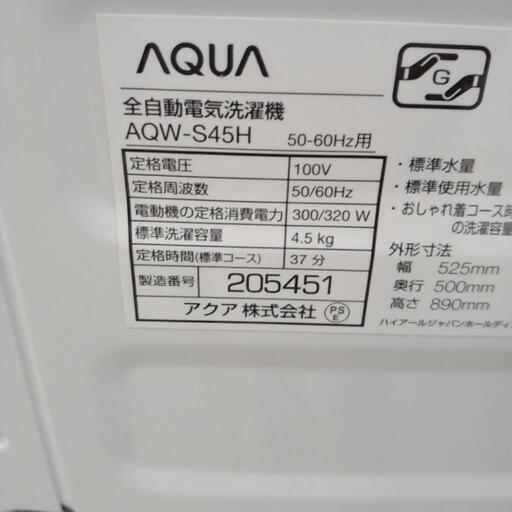 AQUA
G
全自動電気洗濯機
AQW-S45H 50-60Hz用
定格電圧 100V
定格周波数 50/60Hz
電動機の定格消費電力 300/320 W
標準洗濯容量 4.5 kg
定格時間(標準コース) 37 分
製造番号 205451
アクア 株式会社 PS E
・標準水量
・標準使用水量
・おしゃれ着コース時
の洗濯容量
外形寸法
幅 525mm
奥行 500mm
高さ 890mm
ハイアールジャパンホールディ